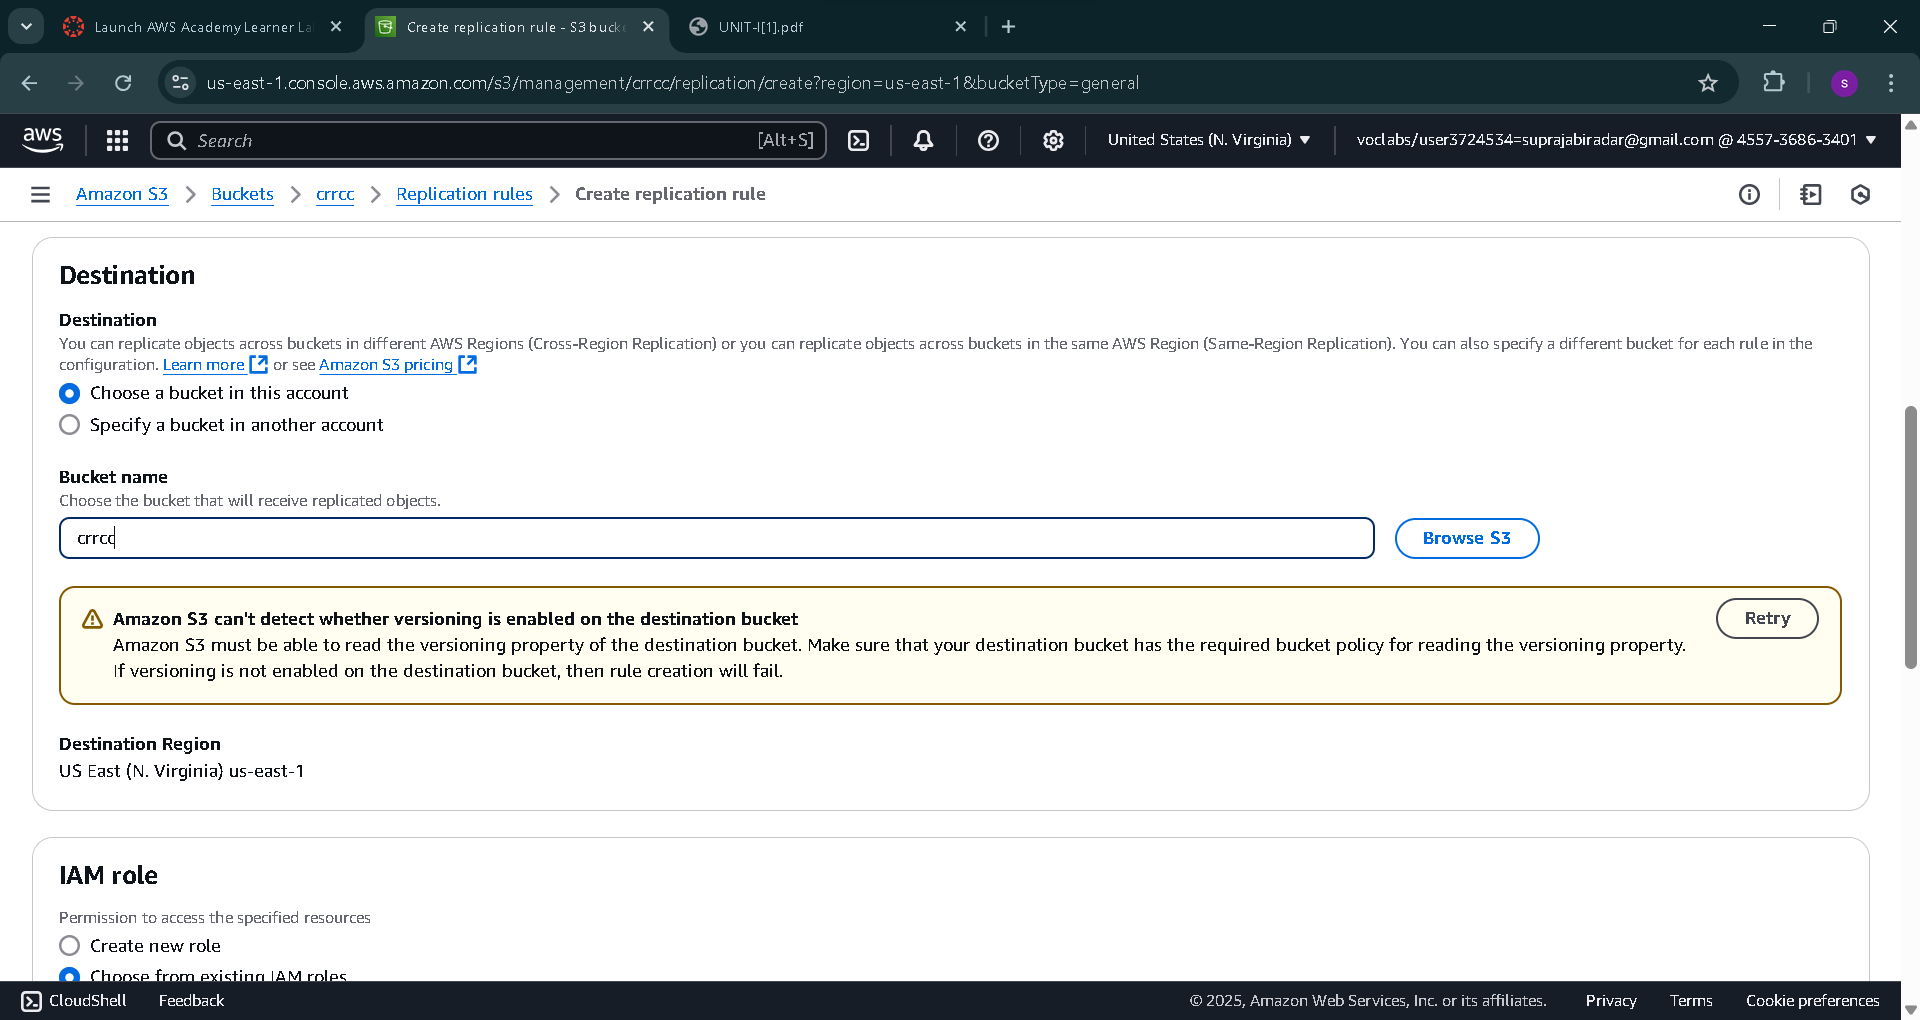 Launch AWS Academy Learner La
Create replication rule - S3 bucke
UNIT-I[1].pdf
us-east-1.console.aws.amazon.com/s3/management/crrcc/replication/create?region=us-east-1&bucketType=general
s
aws
Search
[Alt+S]
United States (N. Virginia)
voclabs/user3724534=suprajabiradar@gmail.com @ 4557-3686-3401
Amazon S3
Buckets
crrcc
Replication rules
Create replication rule
Destination
Destination
You can replicate objects across buckets in different AWS Regions (Cross-Region Replication) or you can replicate objects across buckets in the same AWS Region (Same-Region Replication). You can also specify a different bucket for each rule in the
configuration. Learn more or see Amazon S3 pricing
Choose a bucket in this account
Specify a bucket in another account
Bucket name
Choose the bucket that will receive replicated objects.
crrcc
Browse S3
Amazon S3 can't detect whether versioning is enabled on the destination bucket
Amazon S3 must be able to read the versioning property of the destination bucket. Make sure that your destination bucket has the required bucket policy for reading the versioning property.
If versioning is not enabled on the destination bucket, then rule creation will fail.
Retry
Destination Region
US East (N. Virginia) us-east-1
IAM role
Permission to access the specified resources
Create new role
Choose from existing IAM roles
CloudShell
Feedback
© 2025, Amazon Web Services, Inc. or its affiliates.
Privacy
Terms
Cookie preferences